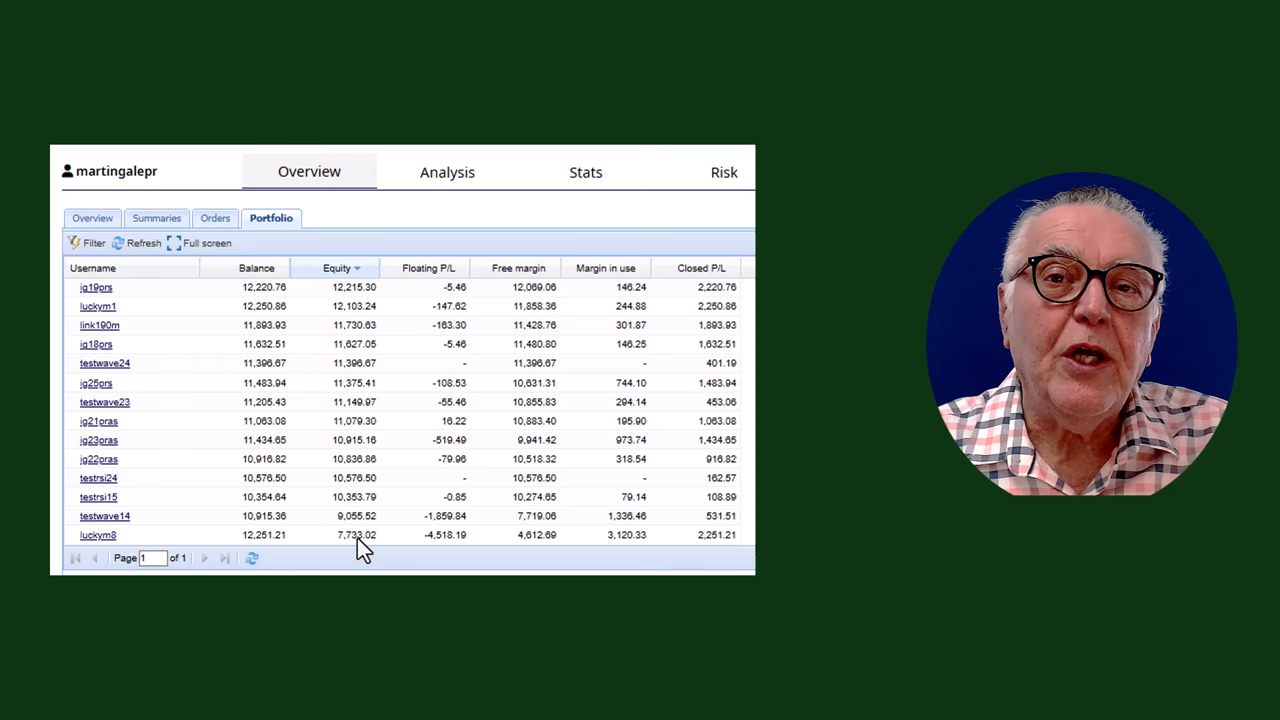 martingalepr Overview Analysis Stats Risk
Overview Summaries Orders Portfolio
Filter Refresh Full screen
Username Balance Equity Floating P/L Free margin Margin in use Closed P/L
ig19prs 12,220.76 12,215.30 -5.46 12,069.06 146.24 2,220.76
luckym1 12,250.86 12,103.24 -147.62 11,858.36 244.88 2,250.86
link190m 11,893.93 11,730.63 -163.30 11,428.76 301.87 1,893.93
ig18prs 11,632.51 11,627.05 -5.46 11,480.80 146.25 1,632.51
testwave24 11,396.67 11,396.67 - 11,396.67 - 401.19
ig25prs 11,483.94 11,375.41 -108.53 10,631.31 744.10 1,483.94
testwave23 11,205.43 11,149.97 -55.46 10,855.83 294.14 453.06
ig21pras 11,063.08 11,079.30 16.22 10,883.40 195.90 1,063.08
ig23pras 11,434.65 10,915.16 -519.49 9,941.42 973.74 1,434.65
ig22pras 10,916.82 10,836.86 -79.96 10,518.32 318.54 916.82
testrsi24 10,576.50 10,576.50 - 10,576.50 - 162.57
testrsi15 10,354.64 10,353.79 -0.85 10,274.65 79.14 108.89
testwave14 10,915.36 9,055.52 -1,859.84 7,719.06 1,336.46 531.51
luckym8 12,251.21 7,733.02 -4,518.19 4,612.69 3,120.33 2,251.21
Page 1 of 1